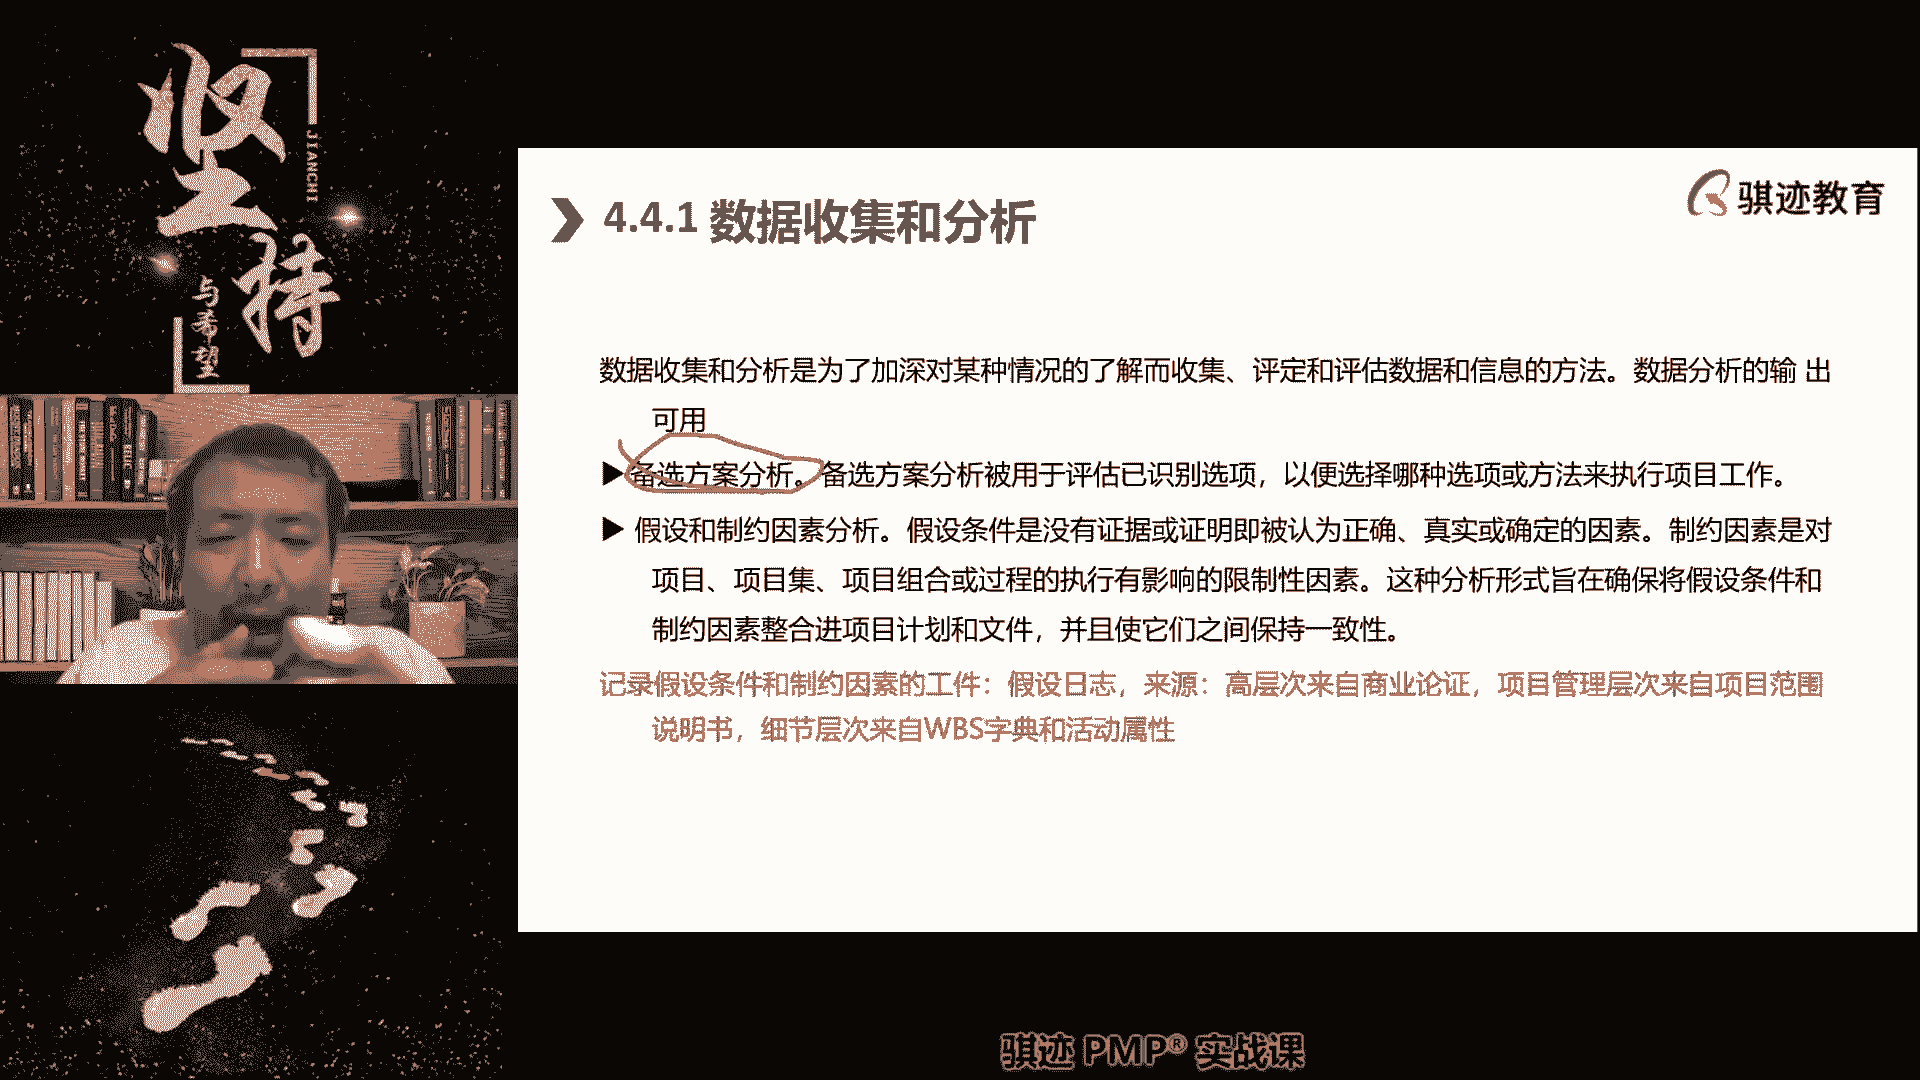 坚持
JIANCHI
与希望
骐迹教育
4.4.1 数据收集和分析
数据收集和分析是为了加深对某种情况的了解而收集、评定和评估数据和信息的方法。数据分析的输 出
可用
▶备选方案分析。备选方案分析被用于评估已识别选项，以便选择哪种选项或方法来执行项目工作。
▶ 假设和制约因素分析。假设条件是没有证据或证明即被认为正确、真实或确定的因素。制约因素是对
项目、项目集、项目组合或过程的执行有影响的限制性因素。这种分析形式旨在确保将假设条件和
制约因素整合进项目计划和文件，并且使它们之间保持一致性。
记录假设条件和制约因素的工件：假设日志，来源：高层次来自商业论证，项目管理层次来自项目范围
说明书，细节层次来自WBS字典和活动属性
骐迹 PMP® 实战课